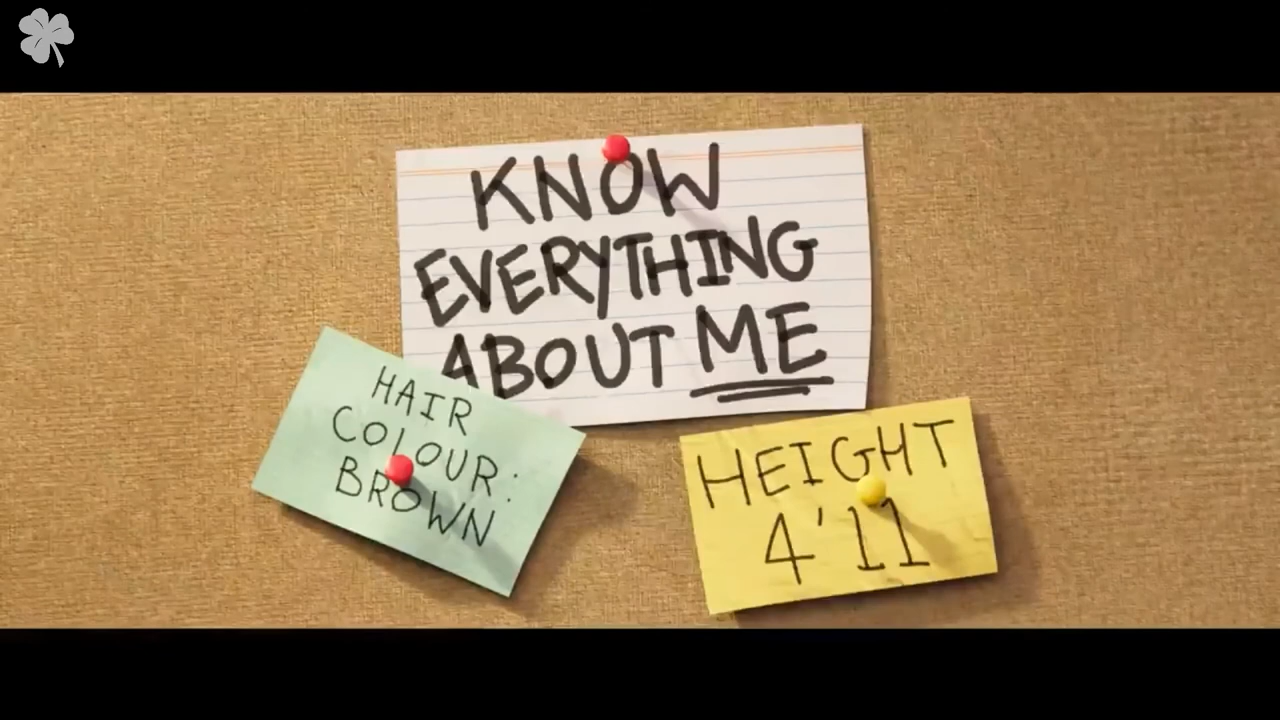 KNOW
EVERYTHING
ABOUT ME
HAIR
COLOUR:
BROWN
HEIGHT
4'11